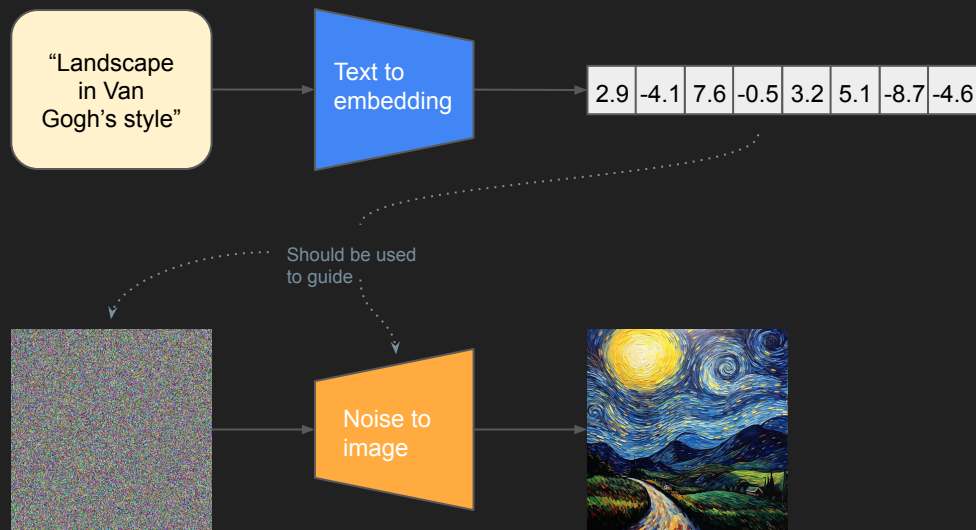 “Landscape
in Van
Gogh’s style”
Text to
embedding
2.9 -4.1 7.6 -0.5 3.2 5.1 -8.7 -4.6
Should be used
to guide
Noise to
image